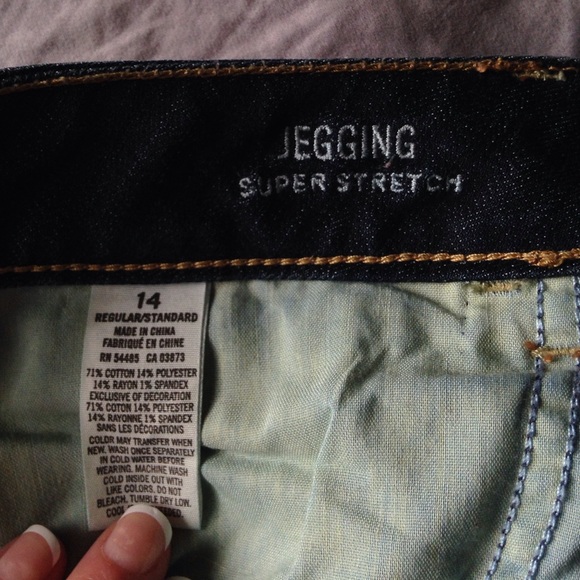 JEGGING
SUPER STRETCH
14
REGULAR/STANDARD
MADE IN CHINA
FABRIQUÉ EN CHINE
RN 54485 CA 03873
71% COTTON 14% POLYESTER
14% RAYON 1% SPANDEX
EXCLUSIVE OF DECORATION
71% COTON 14% POLYESTER
14% RAYONNE 1% SPANDEX
SANS LES DÉCORATIONS
COLOR MAY TRANSFER WHEN
NEW. WASH ONCE SEPARATELY
IN COLD WATER BEFORE
WEARING. MACHINE WASH
COLD INSIDE OUT WITH
LIKE COLORS. DO NOT
BLEACH. TUMBLE DRY LOW.
COOL